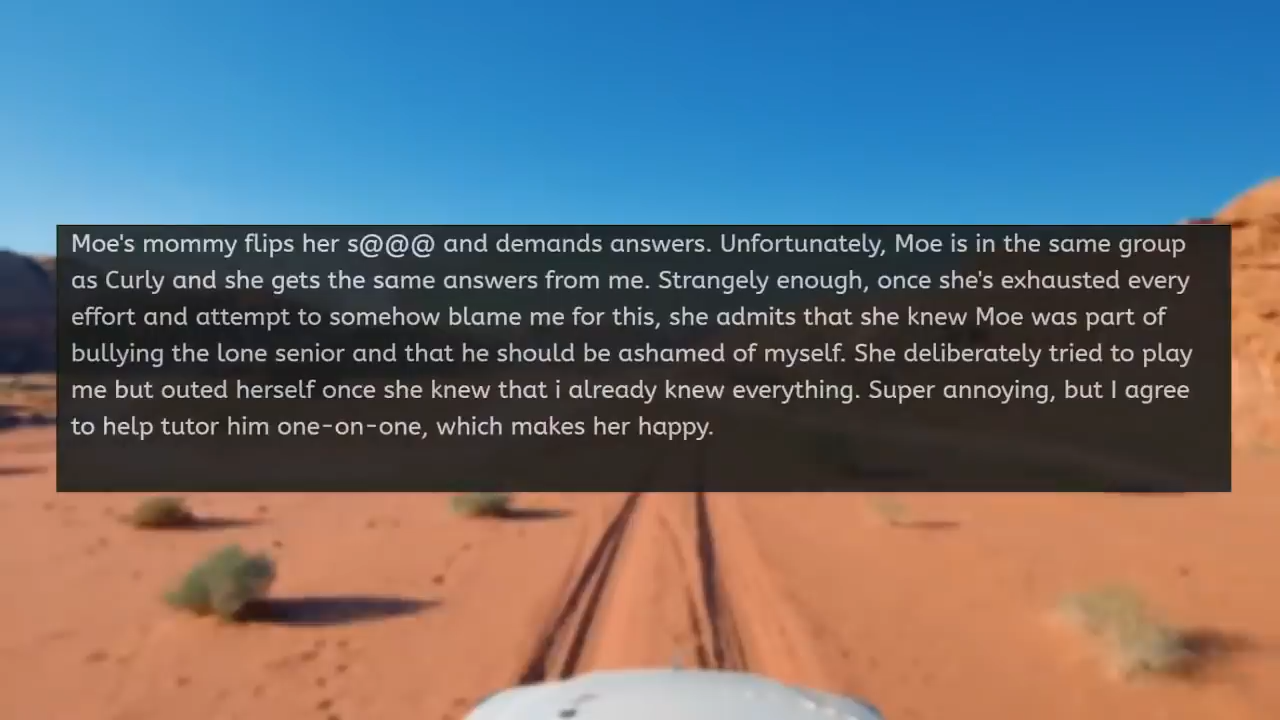 Moe's mommy flips her s@@@ and demands answers. Unfortunately, Moe is in the same group
as Curly and she gets the same answers from me. Strangely enough, once she's exhausted every
effort and attempt to somehow blame me for this, she admits that she knew Moe was part of
bullying the lone senior and that he should be ashamed of myself. She deliberately tried to play
me but outed herself once she knew that i already knew everything. Super annoying, but I agree
to help tutor him one-on-one, which makes her happy.